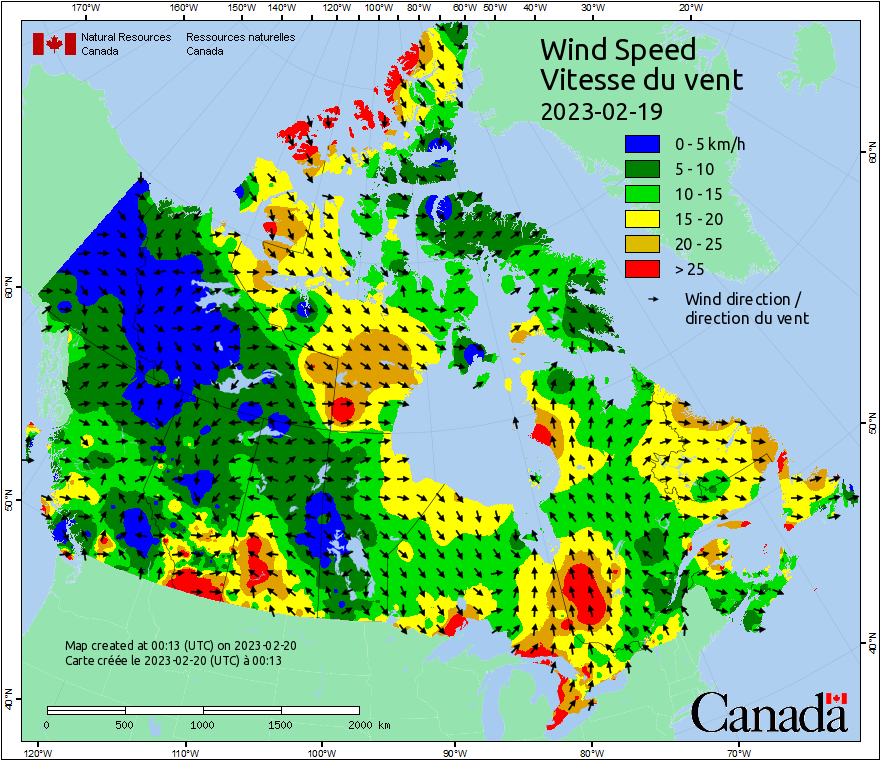 170°W 160°W 150°W 140°W 120°W 100°W 80°W 60°W 50°W 40°W 30°W 20°W
Natural Resources Canada
Ressources naturelles Canada
Wind Speed
Vitesse du vent
2023-02-19
0 - 5 km/h
5 - 10
10 - 15
15 - 20
20 - 25
> 25
Wind direction /
direction du vent
60°N
50°N
40°N
60°N
50°N
40°N
Map created at 00:13 (UTC) on 2023-02-20
Carte créée le 2023-02-20 (UTC) à 00:13
0 500 1000 1500 2000 km
Canada
120°W 110°W 100°W 90°W 80°W 70°W